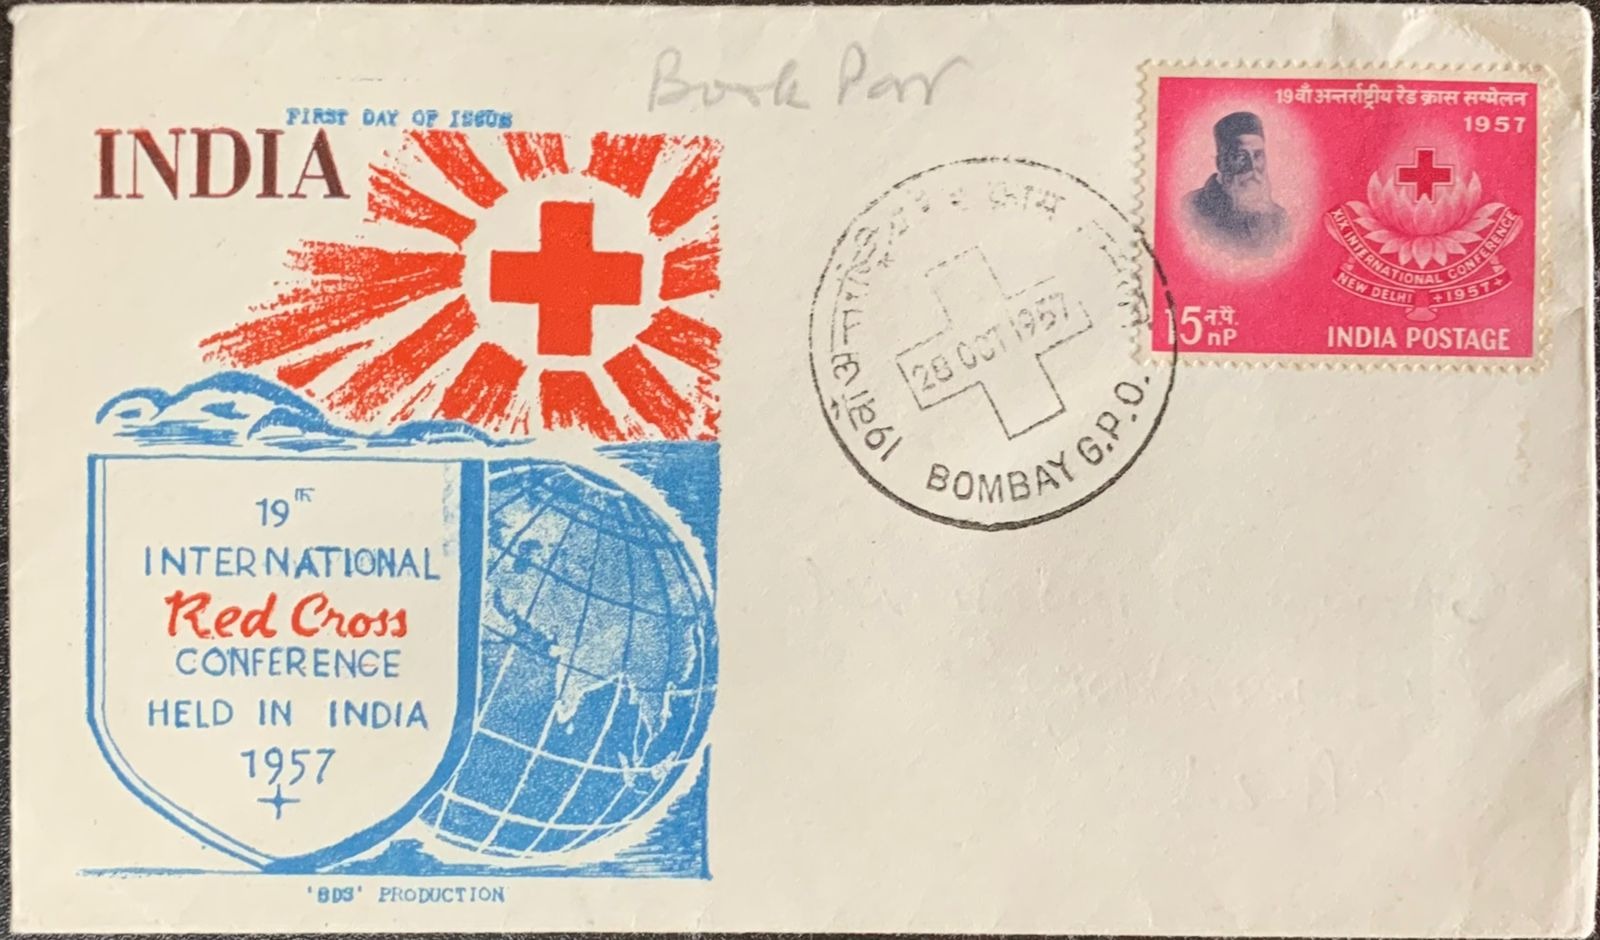 FIRST DAY OF ISSUE
INDIA
19TH
INTERNATIONAL
Red Cross
CONFERENCE
HELD IN INDIA
1957
'BDS' PRODUCTION
Book
28 OCT 1957
BOMBAY G.P.O.
19वाँ अन्तर्राष्ट्रीय रेड क्रास सम्मेलन
1957
XIX INTERNATIONAL CONFERENCE
NEW DELHI +1957+
15 न.पै.
nP
INDIA POSTAGE